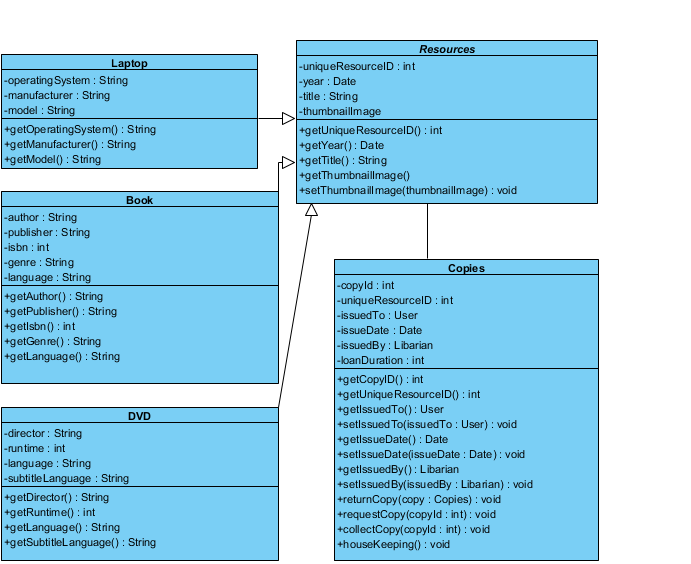 Laptop
-operatingSystem : String
-manufacturer : String
-model : String
+getOperatingSystem() : String
+getManufacturer() : String
+getModel() : String
Resources
-uniqueResourceID : int
-year : Date
-title : String
-thumbnailImage
+getUniqueResourceID() : int
+getYear() : Date
+getTitle() : String
+getThumbnailImage()
+setThumbnailImage(thumbnailImage) : void
Book
-author : String
-publisher : String
-isbn : int
-genre : String
-language : String
+getAuthor() : String
+getPublisher() : String
+getIsbn() : int
+getGenre() : String
+getLanguage() : String
Copies
-copyId : int
-uniqueResourceID : int
-issuedTo : User
-issueDate : Date
-issuedBy : Libarian
-loanDuration : int
+getCopyID() : int
+getUniqueResourceID() : int
+getIssuedTo() : User
+setIssuedTo(issuedTo : User) : void
+getIssueDate() : Date
+setIssueDate(issueDate : Date) : void
+getIssuedBy() : Libarian
+setIssuedBy(issuedBy : Libarian) : void
+returnCopy(copy : Copies) : void
+requestCopy(copyId : int) : void
+collectCopy(copyId : int) : void
+houseKeeping() : void
DVD
-director : String
-runtime : int
-language : String
-subtitleLanguage : String
+getDirector() : String
+getRuntime() : int
+getLanguage() : String
+getSubtitleLanguage() : String